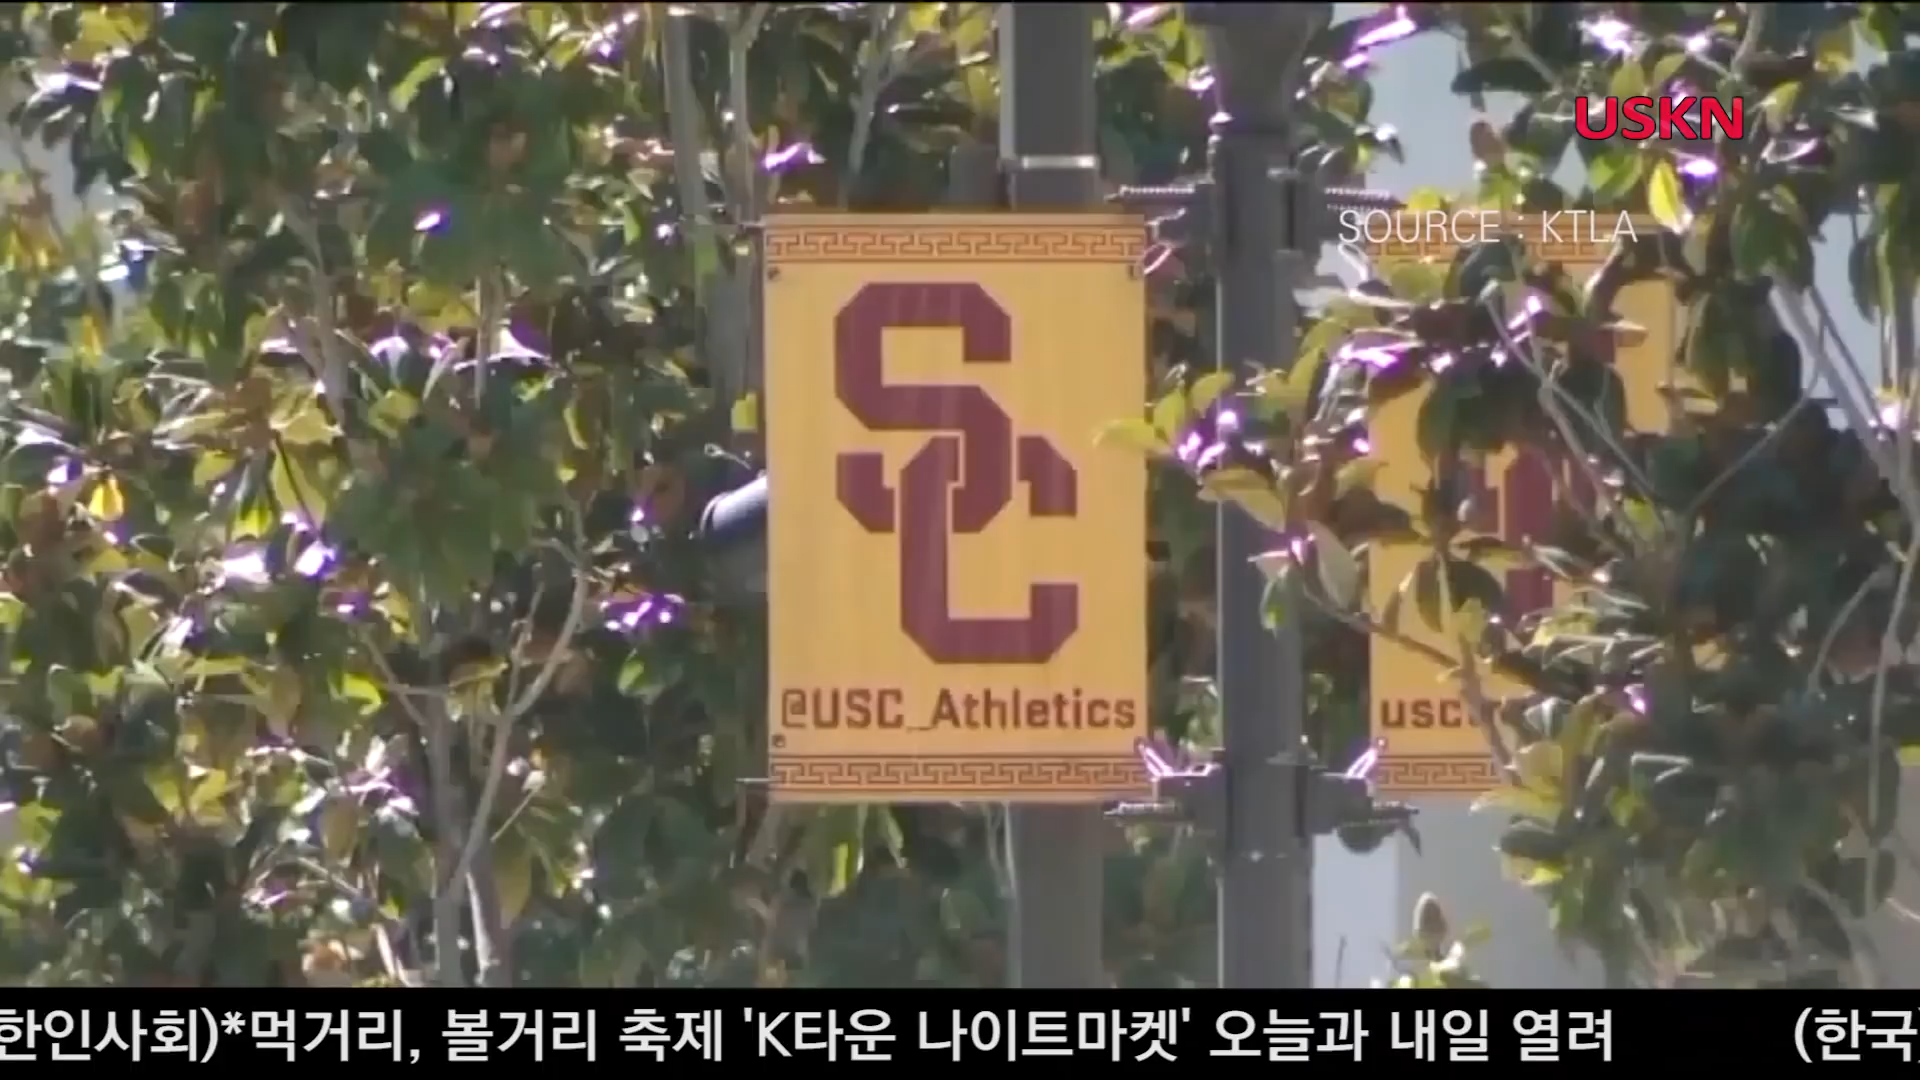 USKN
SOURCE : KTLA
SC
@USC_Athletics
usc
한인사회)*먹거리, 볼거리 축제 'K타운 나이트마켓' 오늘과 내일 열려
(한국)